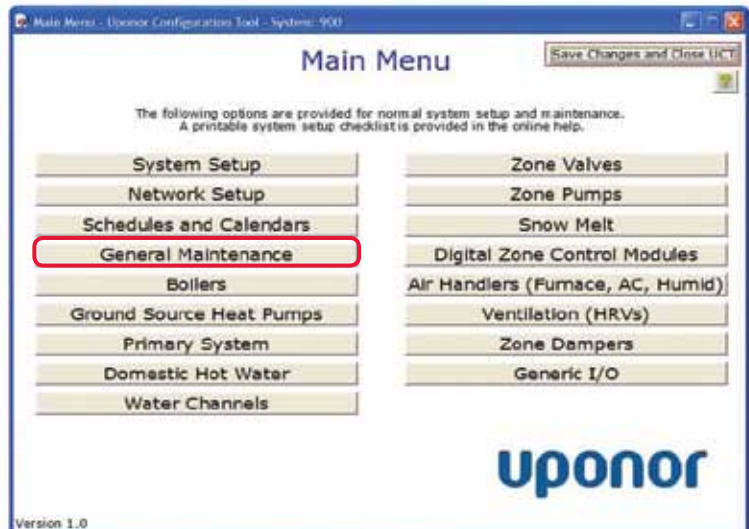 Main Menu - Uponor Configuration Tool - System: 900
Main Menu
Save Changes and Close UCT
?
The following options are provided for normal system setup and maintenance.
A printable system setup checklist is provided in the online help.
System Setup
Network Setup
Schedules and Calendars
General Maintenance
Boilers
Ground Source Heat Pumps
Primary System
Domestic Hot Water
Water Channels
Zone Valves
Zone Pumps
Snow Melt
Digital Zone Control Modules
Air Handlers (Furnace, AC, Humid)
Ventilation (HRVs)
Zone Dampers
Generic I/O
uponor
Version 1.0